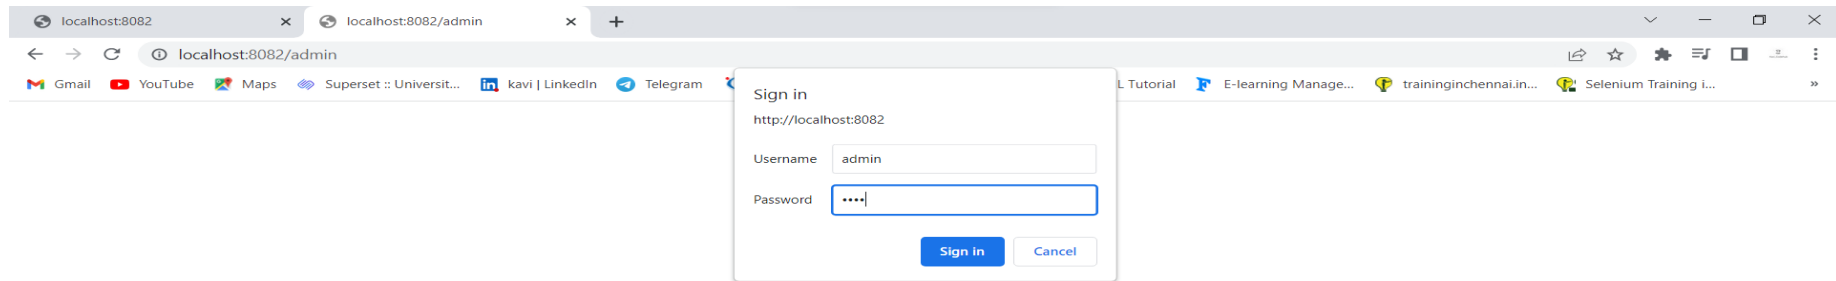 localhost:8082
localhost:8082/admin
localhost:8082/admin
Gmail YouTube Maps Superset :: Universit... kavi | LinkedIn Telegram L Tutorial E-learning Manage... traininginchennai.in... Selenium Training i... »
Sign in
http://localhost:8082
Username admin
Password ••••
Sign in Cancel